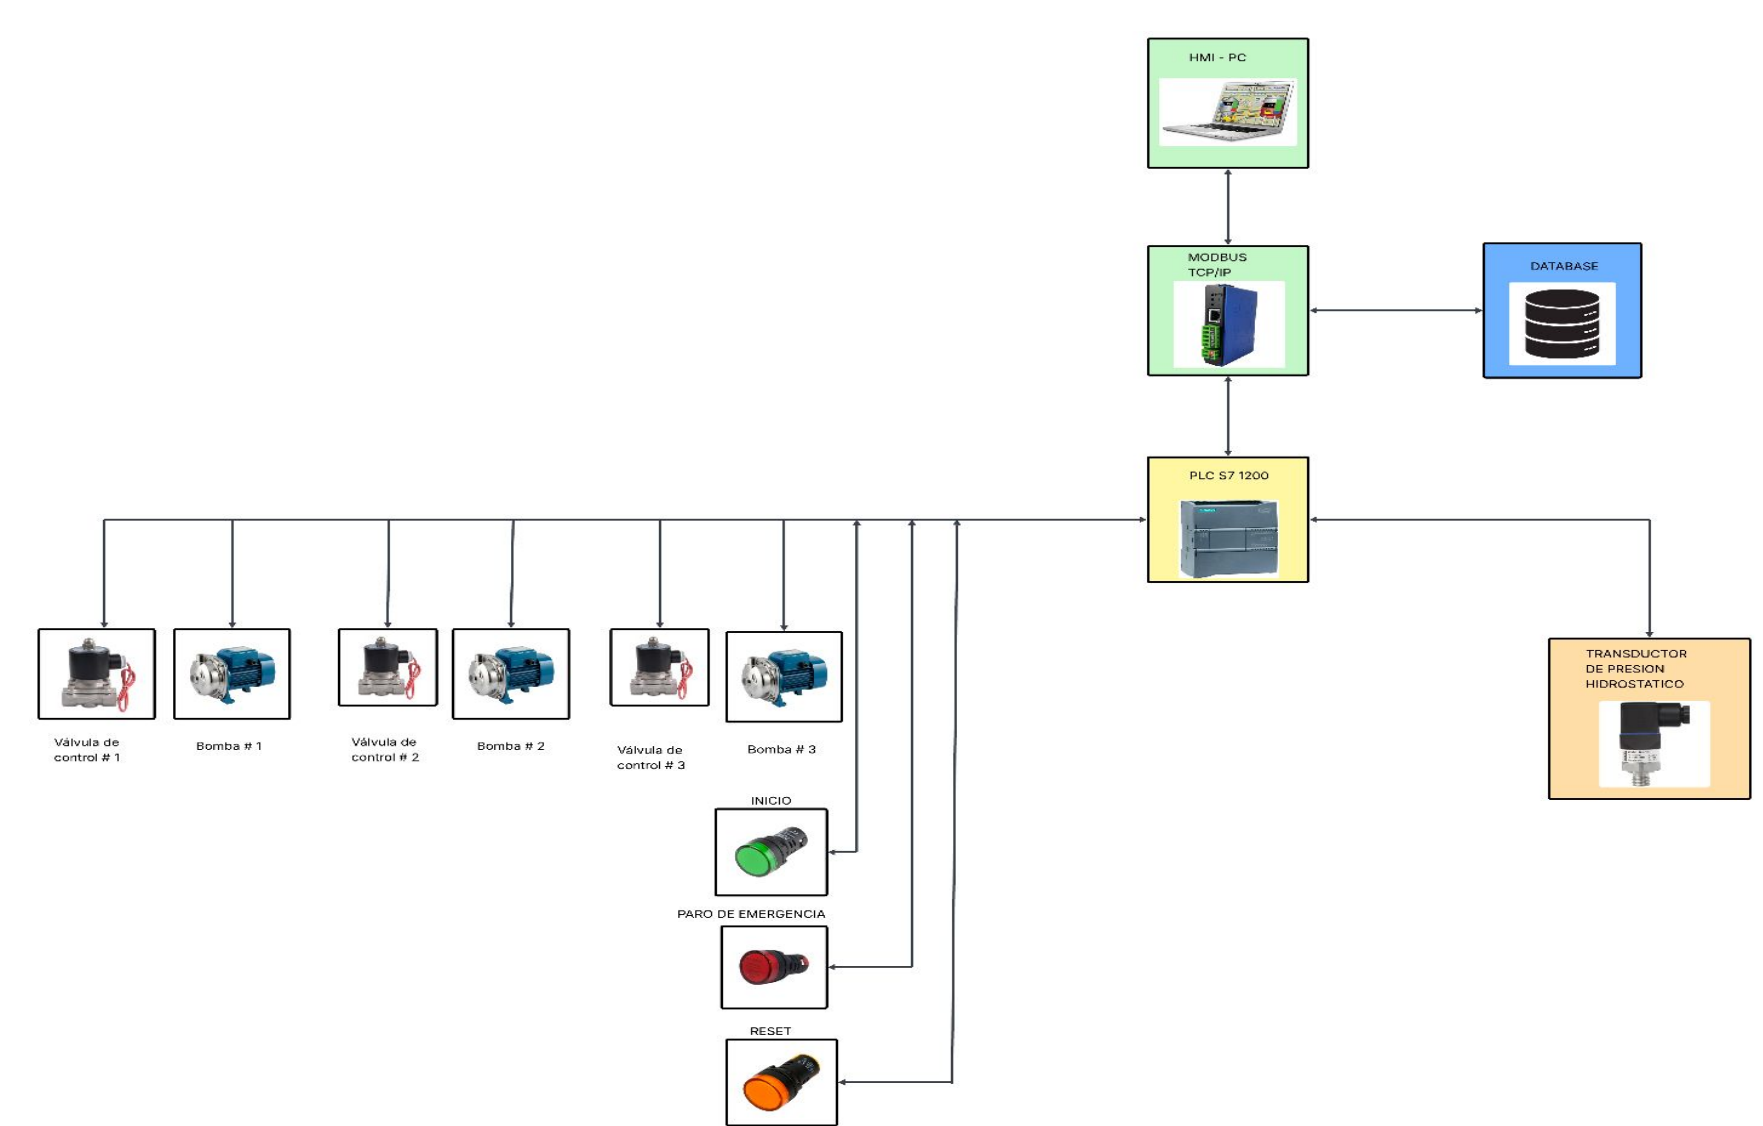 HMI - PC
MODBUS
TCP/IP
DATABASE
PLC S7 1200
TRANSDUCTOR
DE PRESION
HIDROSTATICO
Válvula de
control # 1
Bomba # 1
Válvula de
control # 2
Bomba # 2
Válvula de
control # 3
Bomba # 3
INICIO
PARO DE EMERGENCIA
RESET